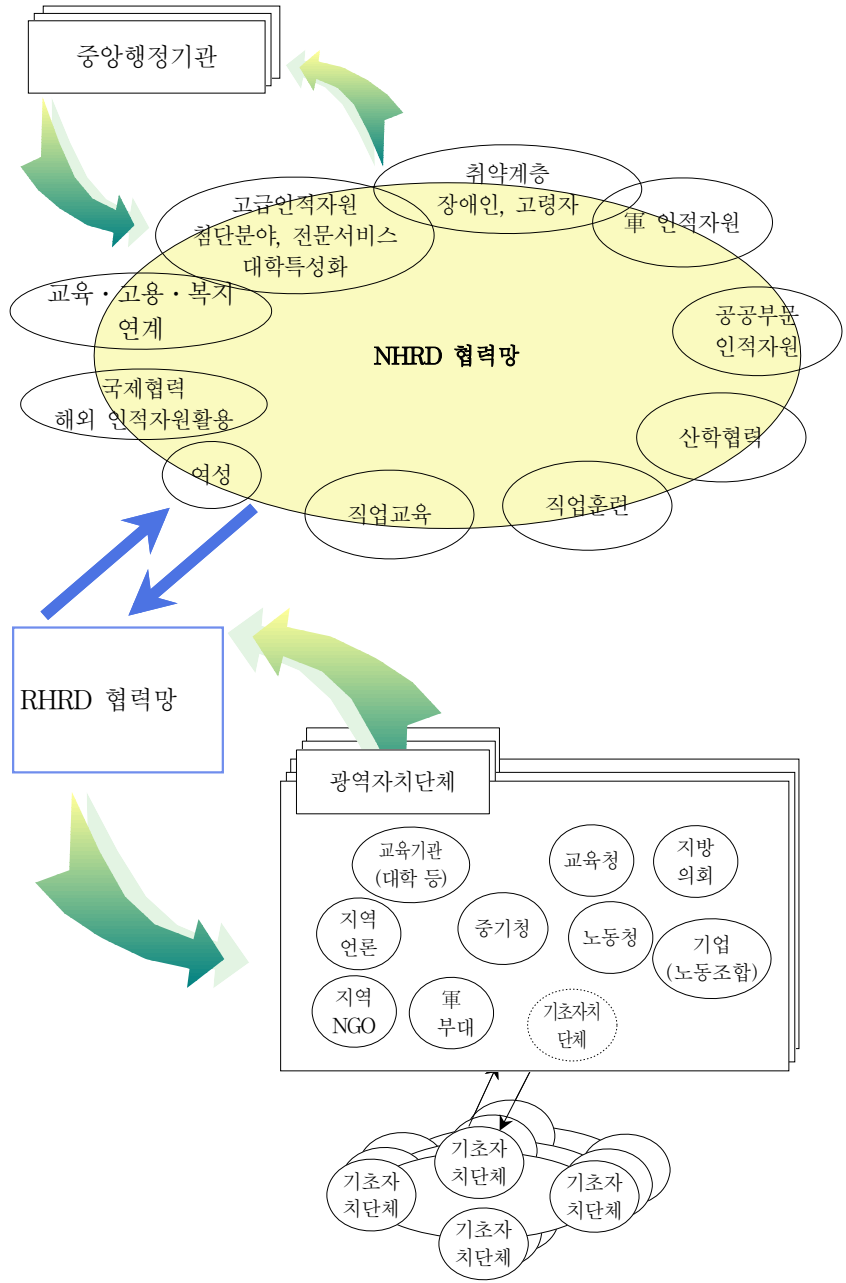 중앙행정기관
취약계층
장애인, 고령자
고급인적자원
첨단분야, 전문서비스
대학특성화
軍 인적자원
교육·고용·복지
연계
공공부문
인적자원
NHRD 협력망
국제협력
해외 인적자원활용
산학협력
여성
직업교육
직업훈련
RHRD 협력망
광역자치단체
교육기관
(대학 등)
교육청
지방
의회
지역
언론
중기청
노동청
기업
(노동조합)
지역
NGO
軍
부대
기초자치
단체
기초자
치단체
기초자
치단체
기초자
치단체
기초자
치단체